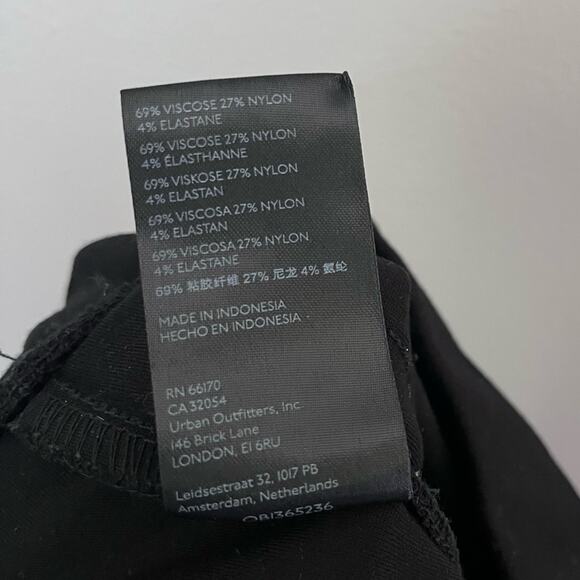 69% VISCOSE 27% NYLON
4% ELASTANE
69% VISCOSE 27% NYLON
4% ÉLASTHANNE
69% VISKOSE 27% NYLON
4% ELASTAN
69% VISCOSA 27% NYLON
4% ELASTAN
69% VISCOSA 27% NYLON
4% ELASTANE
69% 粘胶纤维 27% 尼龙 4% 氨纶
MADE IN INDONESIA
HECHO EN INDONESIA
RN 66170
CA 32054
Urban Outfitters, Inc
146 Brick Lane
LONDON, E1 6RU
Leidsestraat 32, 1017 PB
Amsterdam, Netherlands
OB1365236